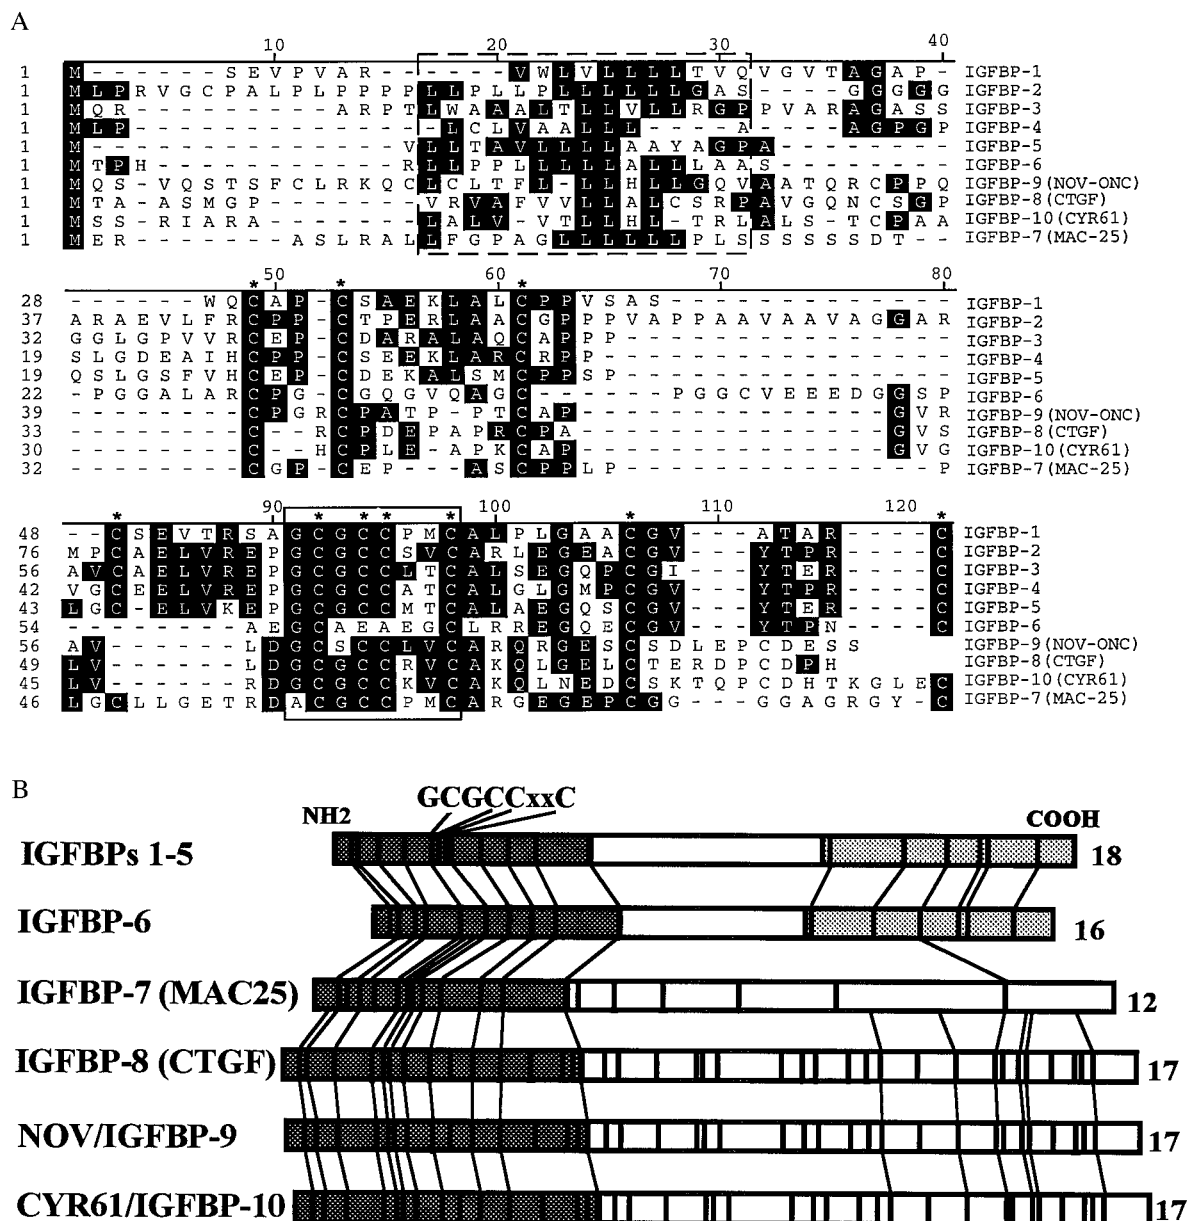 A
10 20 30 40
1 M - - - - - - S E V P V A R - - - - - - V W L V L L L L T V Q V G V T A G A P - IGFBP-1
1 M L P R V G C P A L P L P P P P L L P L L P L L L L L L G A S - - - - G G G G G IGFBP-2
1 M Q R - - - - - - - - - A R P T L W A A A L T L L V L L R G P P V A R A G A S S IGFBP-3
1 M L P - - - - - - - - - - - - - - L C L V A A L L L - - - - A - - - - A G P G P IGFBP-4
1 M - - - - - - - - - - - - - - V L L T A V L L L L A A Y A G P A - - - - - - - - IGFBP-5
1 M T P H - - - - - - - - - - - R L L P P L L L L L A L L L A A S - - - - - - - - IGFBP-6
1 M Q S - V Q S T S F C L R K Q C L C L T F L - L L H L L G Q V A A T Q R C P P Q IGFBP-9(NOV-ONC)
1 M T A - A S M G P - - - - - - - V R V A F V V L L A L C S R P A V G Q N C S G P IGFBP-8(CTGF)
1 M S S - R I A R A - - - - - - - L A L V - V T L L H L - T R L A L S - T C P A A IGFBP-10(CYR61)
1 M E R - - - - - - - A S L R A L L F G P A G L L L L L L P L S S S S S S D T - - IGFBP-7(MAC-25)
50 60 70 80
* * *
28 - - - - - - W Q C A P - C S A E K L A L C P P V S A S - - - - - - - - - - - - - IGFBP-1
37 A R A E V L F R C P P - C T P E R L A A C G P P P V A P P A A V A A V A G G A R IGFBP-2
32 G G L G P V V R C E P - C D A R A L A Q C A P P P - - - - - - - - - - - - - - - IGFBP-3
19 S L G D E A I H C P P - C S E E K L A R C R P P - - - - - - - - - - - - - - - - IGFBP-4
19 Q S L G S F V H C E P - C D E K A L S M C P P S P - - - - - - - - - - - - - - - IGFBP-5
22 - P G G A L A R C P G - C G Q G V Q A G C - - - - - - P G G C V E E E D G G S P IGFBP-6
39 - - - - - - - - C P G R C P A T P - P T C A P - - - - - - - - - - - - - - G V R IGFBP-9(NOV-ONC)
33 - - - - - - - - C - - R C P D E P A P R C P A - - - - - - - - - - - - - - G V S IGFBP-8(CTGF)
30 - - - - - - - - C - - H C P L E - A P K C A P - - - - - - - - - - - - - - G V G IGFBP-10(CYR61)
32 - - - - - - - - C G P - C E P - - - A S C P P L P - - - - - - - - - - - - - - P IGFBP-7(MAC-25)
90 100 110 120
* * * * * * *
48 - - C S E V T R S A G C G C C P M C A L P L G A A C G V - - - A T A R - - - - C IGFBP-1
76 M P C A E L V R E P G C G C C S V C A R L E G E A C G V - - - Y T P R - - - - C IGFBP-2
56 A V C A E L V R E P G C G C C L T C A L S E G Q P C G I - - - Y T E R - - - - C IGFBP-3
42 V G C E E L V R E P G C G C C A T C A L G L G M P C G V - - - Y T P R - - - - C IGFBP-4
43 L G C - E L V K E P G C G C C M T C A L A E G Q S C G V - - - Y T E R - - - - C IGFBP-5
54 - - - - - - - - A E G C A E A E G C L R R E G Q E C G V - - - Y T P N - - - - C IGFBP-6
56 A V - - - - - - L D G C S C C L V C A R Q R G E S C S D L E P C D E S S IGFBP-9(NOV-ONC)
49 L V - - - - - - L D G C G C C R V C A K Q L G E L C T E R D P C D P H IGFBP-8(CTGF)
45 L V - - - - - - R D G C G C C K V C A K Q L N E D C S K T Q P C D H T K G L E C IGFBP-10(CYR61)
46 L G C L L G E T R D A C G C C P M C A R G E G E P C G - - - - G G A G R G Y - C IGFBP-7(MAC-25)
B
GCGCCxxC
NH2 COOH
IGFBPs 1-5 18
IGFBP-6 16
IGFBP-7 (MAC25) 12
IGFBP-8 (CTGF) 17
NOV/IGFBP-9 17
CYR61/IGFBP-10 17